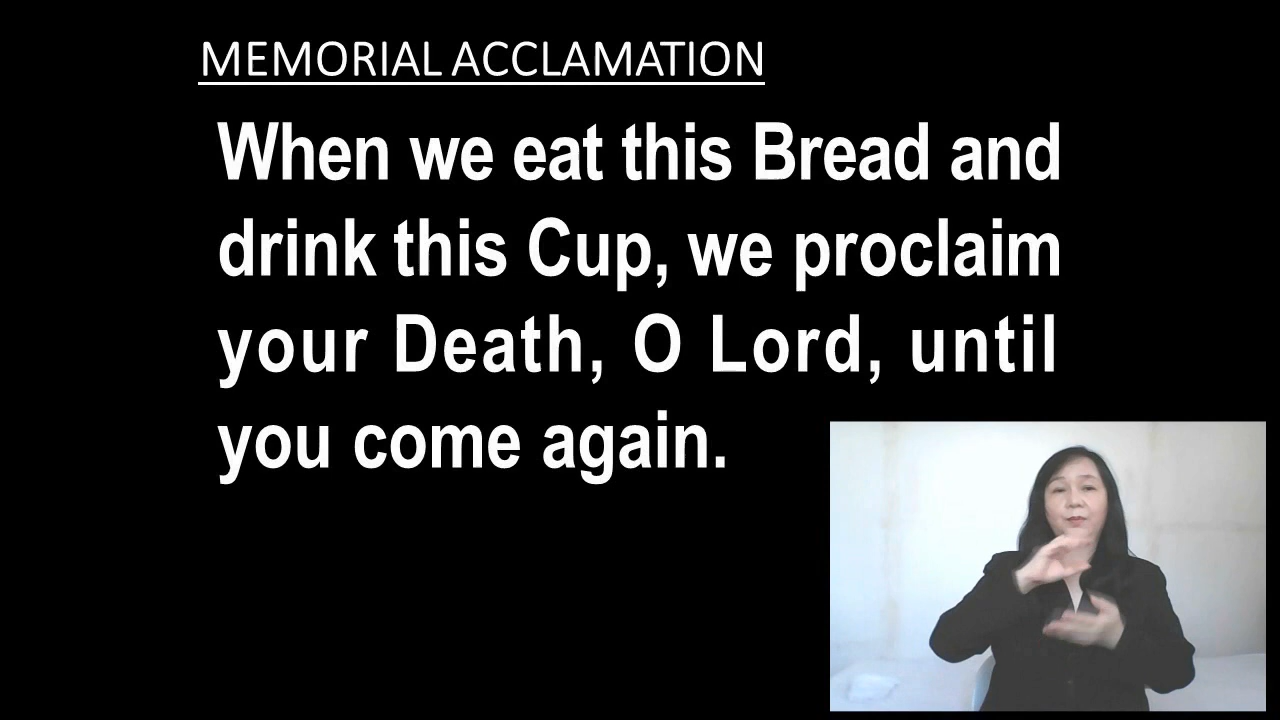 MEMORIAL ACCLAMATION
When we eat this Bread and
drink this Cup, we proclaim
your Death, O Lord, until
you come again.